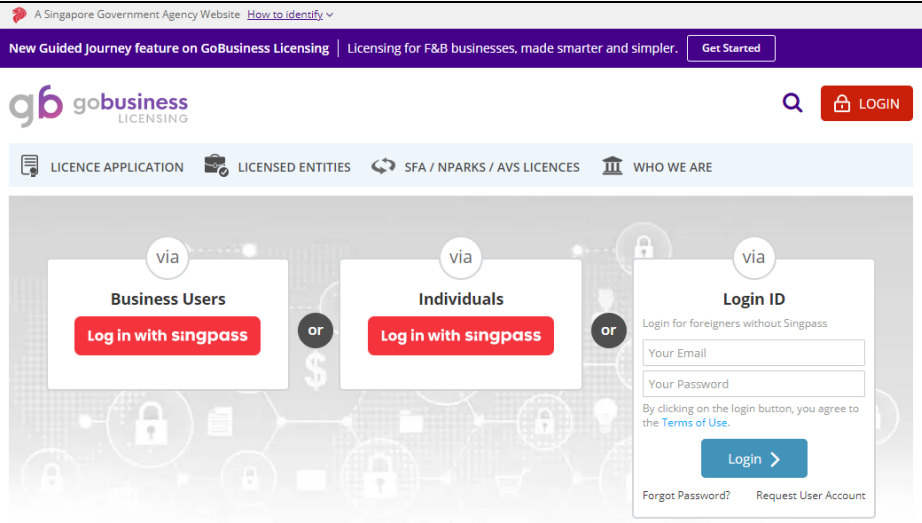 A Singapore Government Agency Website How to identify
New Guided Journey feature on GoBusiness Licensing | Licensing for F&B businesses, made smarter and simpler. Get Started
gb gobusiness
LICENSING
LOGIN
LICENCE APPLICATION LICENSED ENTITIES SFA / NPARKS / AVS LICENCES WHO WE ARE
via
Business Users
Log in with singpass
or
via
Individuals
Log in with singpass
or
via
Login ID
Login for foreigners without Singpass
Your Email
Your Password
By clicking on the login button, you agree to
the Terms of Use.
Login
Forgot Password? Request User Account